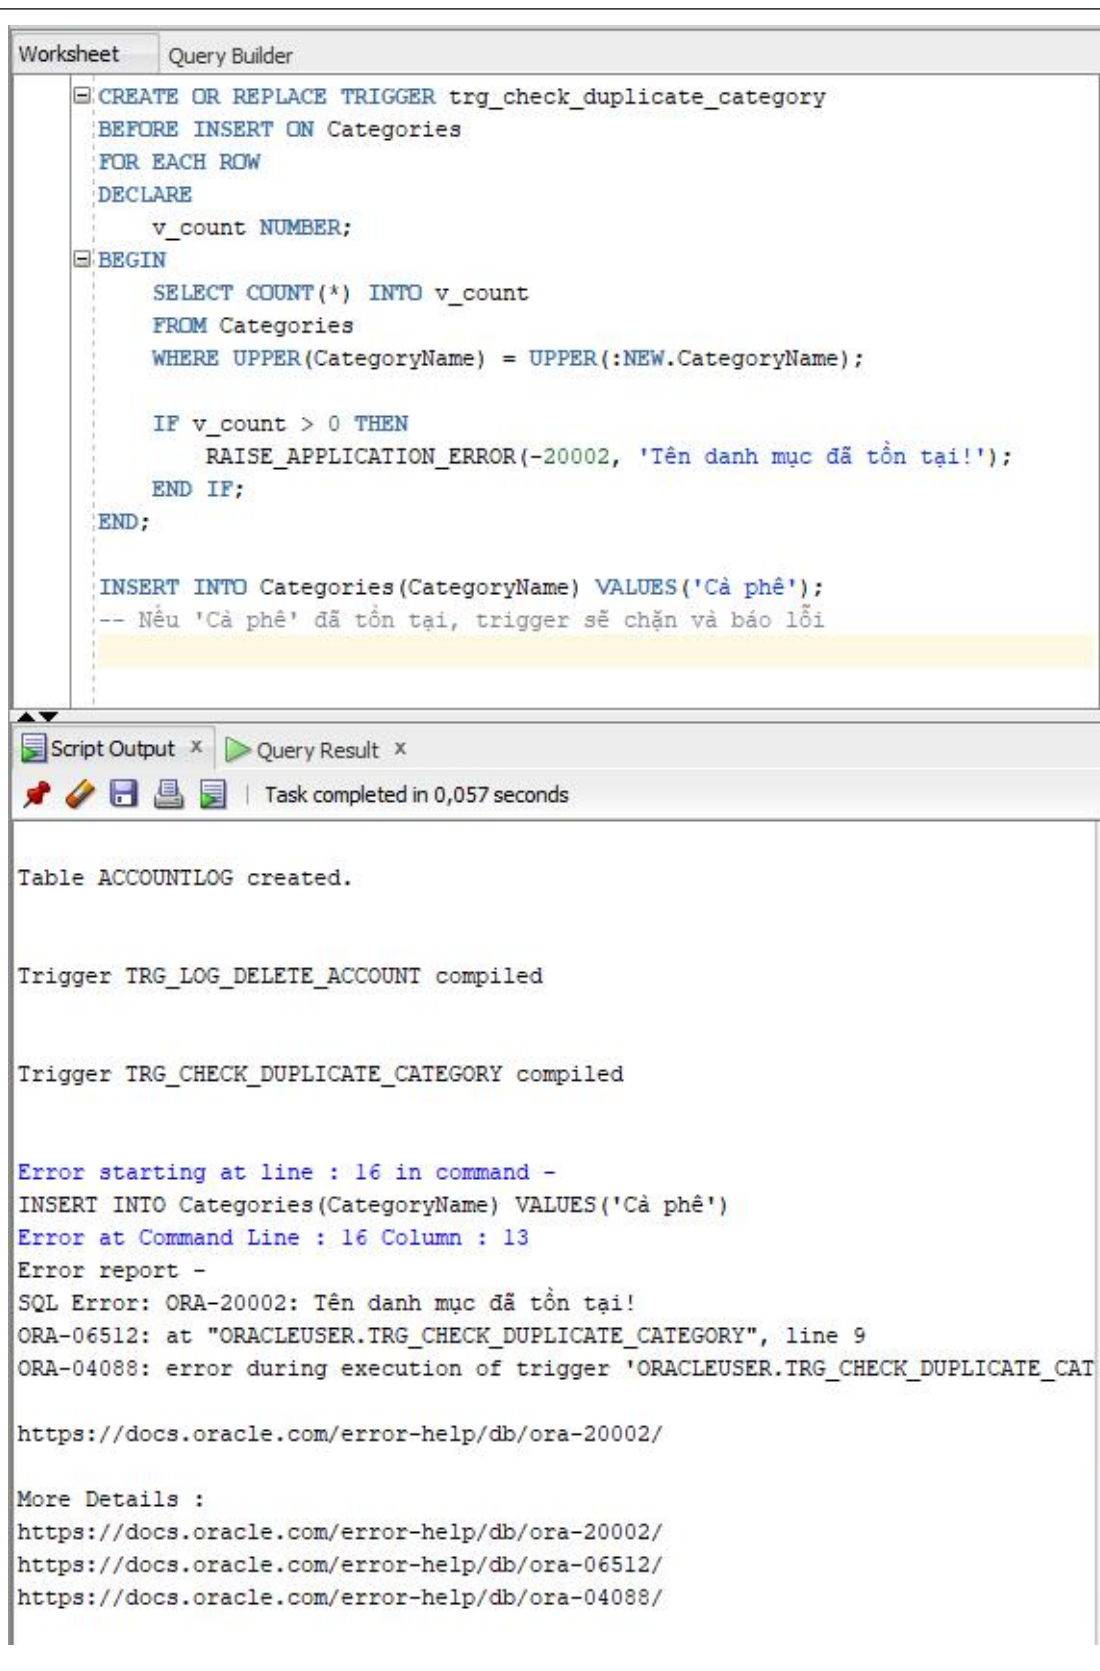 Worksheet Query Builder
CREATE OR REPLACE TRIGGER trg_check_duplicate_category
BEFORE INSERT ON Categories
FOR EACH ROW
DECLARE
    v_count NUMBER;
BEGIN
    SELECT COUNT(*) INTO v_count
    FROM Categories
    WHERE UPPER(CategoryName) = UPPER(:NEW.CategoryName);
    IF v_count > 0 THEN
        RAISE_APPLICATION_ERROR(-20002, 'Tên danh mục đã tồn tại!');
    END IF;
END;
INSERT INTO Categories(CategoryName) VALUES('Cà phê');
-- Nếu 'Cà phê' đã tồn tại, trigger sẽ chặn và báo lỗi
Script Output x Query Result x
Task completed in 0,057 seconds
Table ACCOUNTLOG created.
Trigger TRG_LOG_DELETE_ACCOUNT compiled
Trigger TRG_CHECK_DUPLICATE_CATEGORY compiled
Error starting at line : 16 in command -
INSERT INTO Categories(CategoryName) VALUES('Cà phê')
Error at Command Line : 16 Column : 13
Error report -
SQL Error: ORA-20002: Tên danh mục đã tồn tại!
ORA-06512: at "ORACLEUSER.TRG_CHECK_DUPLICATE_CATEGORY", line 9
ORA-04088: error during execution of trigger 'ORACLEUSER.TRG_CHECK_DUPLICATE_CAT
https://docs.oracle.com/error-help/db/ora-20002/
More Details :
https://docs.oracle.com/error-help/db/ora-20002/
https://docs.oracle.com/error-help/db/ora-06512/
https://docs.oracle.com/error-help/db/ora-04088/